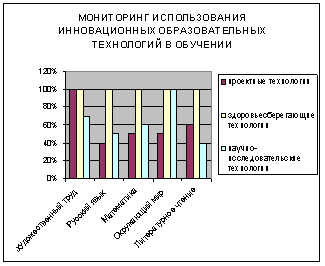 МОНИТОРИНГ ИСПОЛЬЗОВАНИЯ
ИННОВАЦИОННЫХ ОБРАЗОВАТЕЛЬНЫХ
ТЕХНОЛОГИЙ В ОБУЧЕНИИ
120%
100%
80%
60%
40%
20%
0%
Художественный труд
Русский язык
Математика
Окружающий мир
Литературное чтение
проектные технологии
здоровьесберегающие
технологии
научно-
исследовательские
технологии